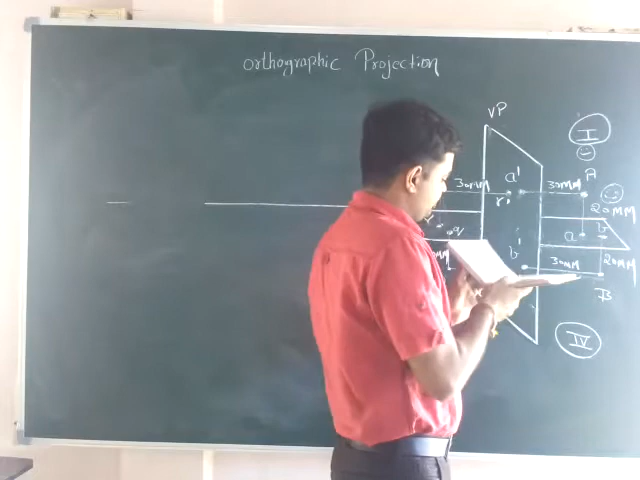 orthographic Projection
VP
I
a' A
30MM 30MM
r.
20MM
a b
b' 30MM 20MM
B
IV